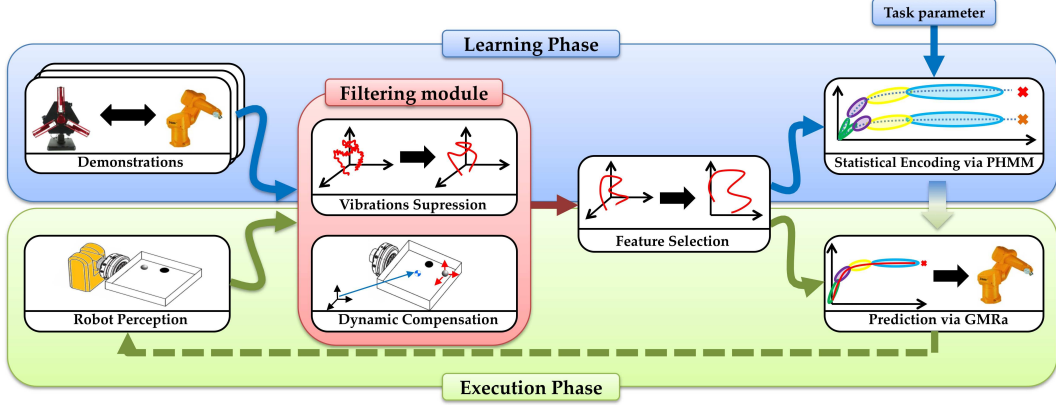 Task parameter
Learning Phase
Filtering module
Demonstrations
Vibrations Supression
Statistical Encoding via PHMM
Feature Selection
Robot Perception
Dynamic Compensation
Prediction via GMRa
Execution Phase